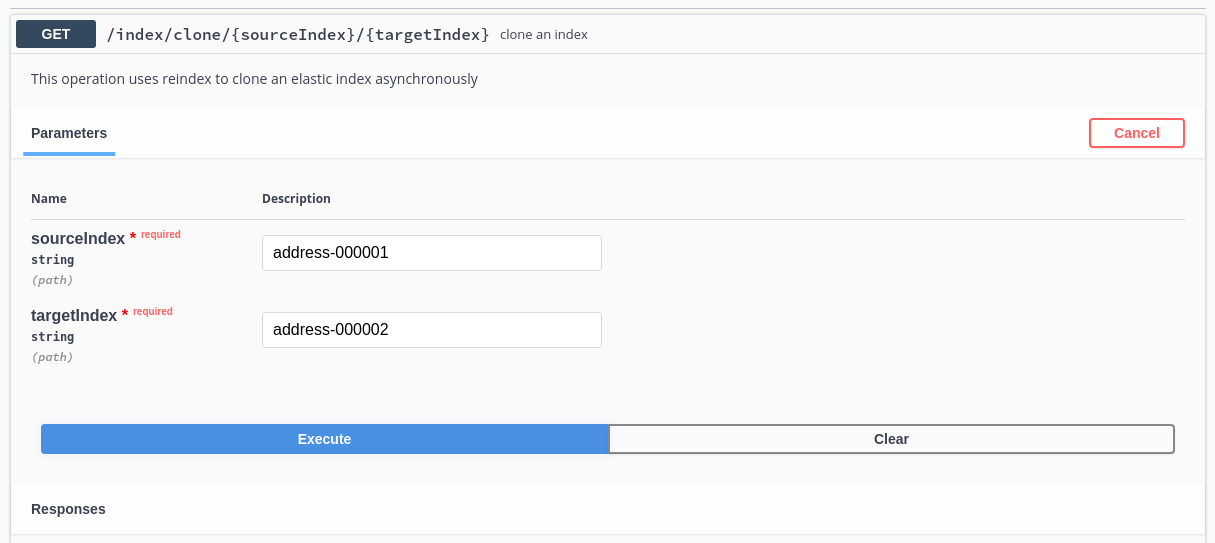 GET /index/clone/{sourceIndex}/{targetIndex} clone an index
This operation uses reindex to clone an elastic index asynchronously
Parameters Cancel
Name Description
sourceIndex * required
string
(path)
address-000001
targetIndex * required
string
(path)
address-000002
Execute Clear
Responses